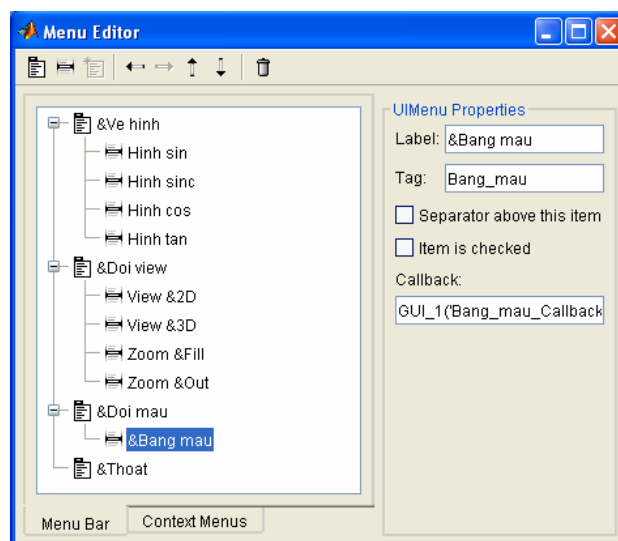 Menu Editor
&Ve hinh
Hinh sin
Hinh sinc
Hinh cos
Hinh tan
&Doi view
View &2D
View &3D
Zoom &Fill
Zoom &Out
&Doi mau
&Bang mau
&Thoat
Menu Bar
Context Menus
UIMenu Properties
Label: &Bang mau
Tag: Bang_mau
Separator above this item
Item is checked
Callback:
GUI_1('Bang_mau_Callback